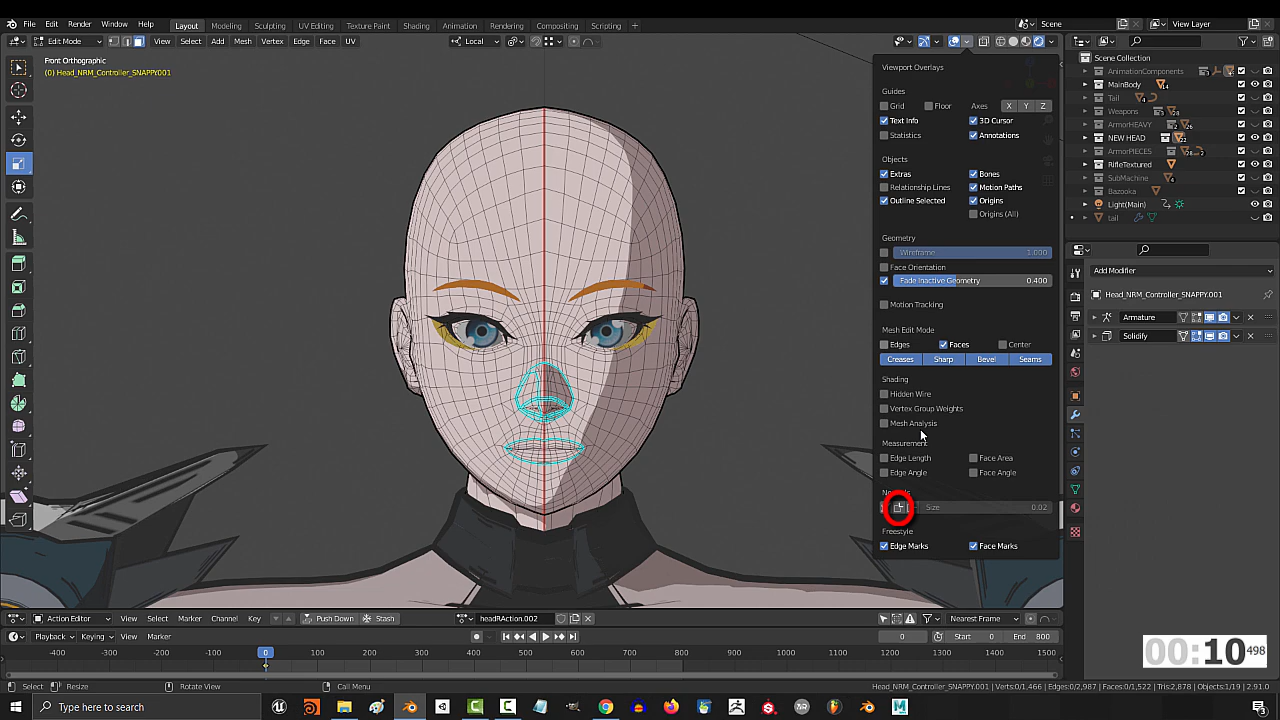 File Edit Render Window Help
Layout Modeling Sculpting UV Editing Texture Paint Shading Animation Rendering Compositing Scripting +
Scene View Layer
Edit Mode View Select Add Mesh Vertex Edge Face UV Local
Front Orthographic
(0) Head_NRM_Controller_SNAPPY.001
Viewport Overlays
Guides
Grid Floor Axes X Y Z
Text Info 3D Cursor
Statistics Annotations
Objects
Extras Bones
Relationship Lines Motion Paths
Outline Selected Origins
Origins (All)
Geometry
Wireframe 1.000
Face Orientation
Fade Inactive Geometry 0.400
Motion Tracking
Mesh Edit Mode
Edges Faces Center
Creases Sharp Bevel Seams
Shading
Hidden Wire
Vertex Group Weights
Mesh Analysis
Measurement
Edge Length Face Area
Edge Angle Face Angle
Size 0.02
Freestyle
Edge Marks Face Marks
Scene Collection
AnimationComponents
MainBody 14
Tail
Weapons
ArmorHEAVY
NEW HEAD
ArmorPIECES
RifleTextured
SubMachine
Bazooka
Light(Main)
tail
Add Modifier
Head_NRM_Controller_SNAPPY.001
Armature
Solidify
Action Editor View Select Marker Channel Key Push Down Stash headRAction.002 Nearest Frame
Playback Keying View Marker 0 Start 0 End 800
-400 -300 -200 -100 0 100 200 300 400 500 600 700 800 900 1000 1100 1200 1300 1400 1500
00:10 498
Select Resize Rotate View Call Menu Head_NRM_Controller_SNAPPY.001 | Verts:0/1,466 | Edges:0/2,987 | Faces:0/1,522 | Tris:2,878 | Objects:1/19 | 2.91.0
Type here to search